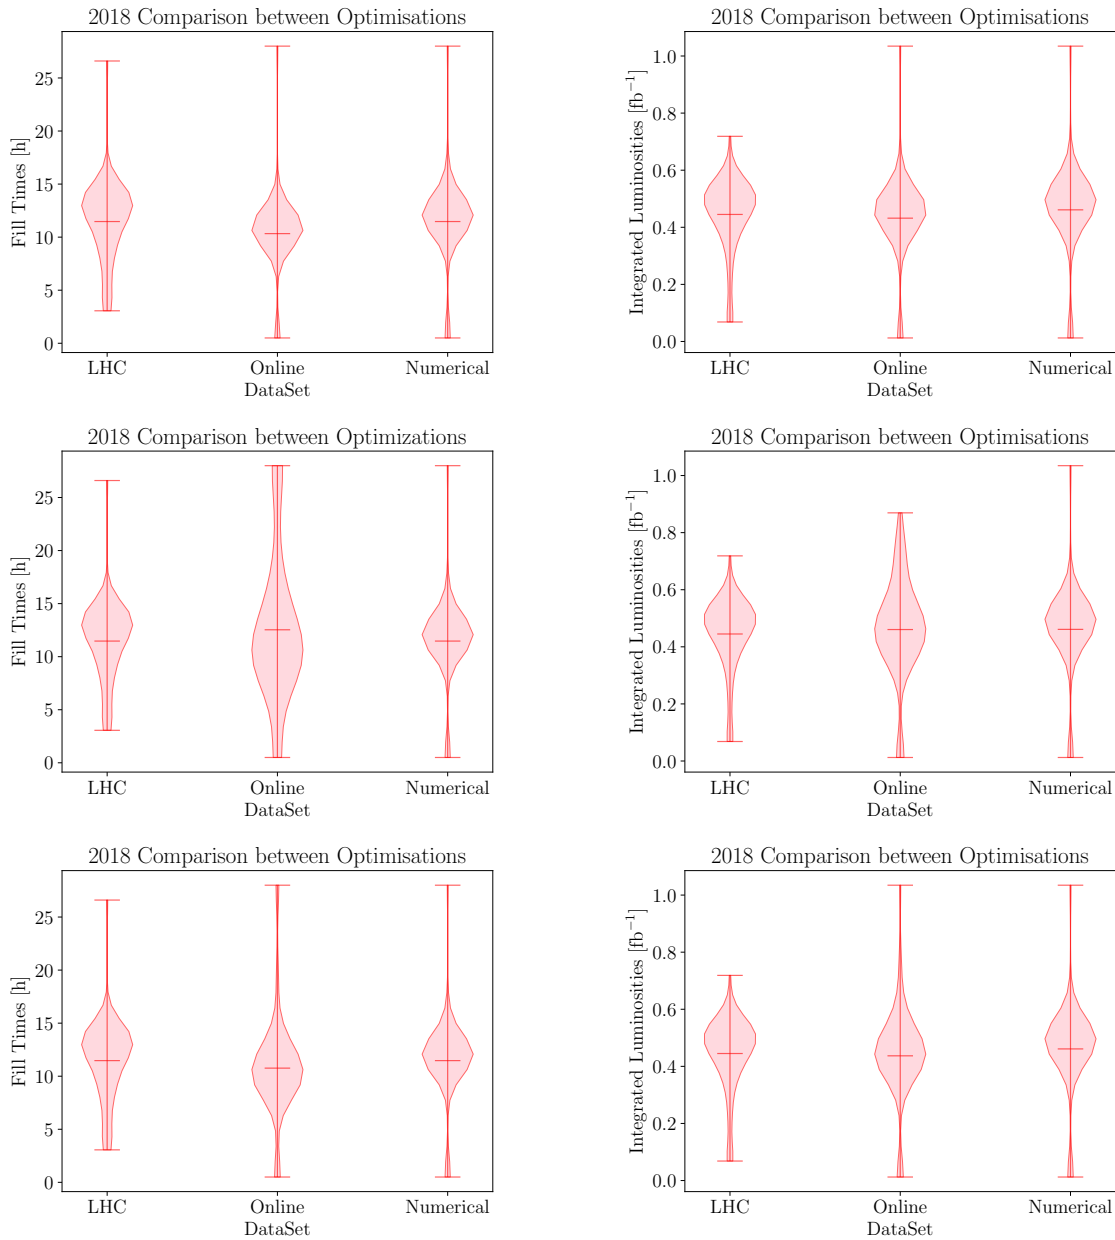 2018 Comparison between Optimisations
Fill Times [h]
25
20
15
10
5
0
LHC Online Numerical
DataSet
2018 Comparison between Optimisations
Integrated Luminosities [fb⁻¹]
1.0
0.8
0.6
0.4
0.2
0.0
LHC Online Numerical
DataSet
2018 Comparison between Optimizations
Fill Times [h]
25
20
15
10
5
0
LHC Online Numerical
DataSet
2018 Comparison between Optimisations
Integrated Luminosities [fb⁻¹]
1.0
0.8
0.6
0.4
0.2
0.0
LHC Online Numerical
DataSet
2018 Comparison between Optimisations
Fill Times [h]
25
20
15
10
5
0
LHC Online Numerical
DataSet
2018 Comparison between Optimisations
Integrated Luminosities [fb⁻¹]
1.0
0.8
0.6
0.4
0.2
0.0
LHC Online Numerical
DataSet